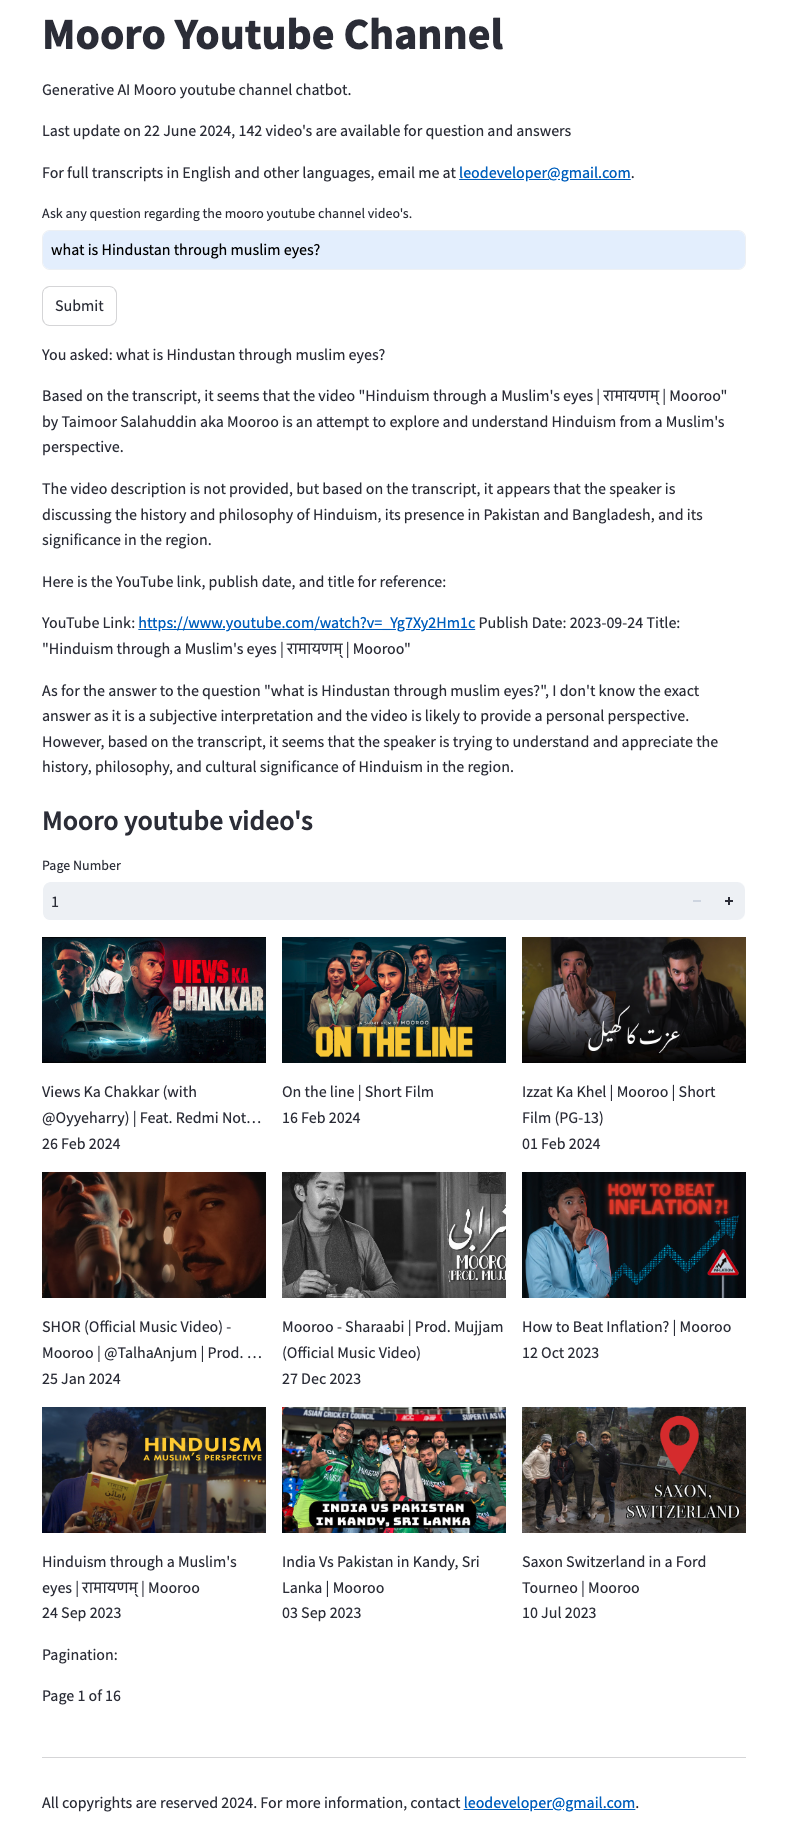 Mooro Youtube Channel
Generative AI Mooro youtube channel chatbot.
Last update on 22 June 2024, 142 video's are available for question and answers
For full transcripts in English and other languages, email me at leodeveloper@gmail.com.
Ask any question regarding the mooro youtube channel video's.
what is Hindustan through muslim eyes?
Submit
You asked: what is Hindustan through muslim eyes?
Based on the transcript, it seems that the video "Hinduism through a Muslim's eyes | रामायणम् | Mooroo"
by Taimoor Salahuddin aka Mooroo is an attempt to explore and understand Hinduism from a Muslim's
perspective.
The video description is not provided, but based on the transcript, it appears that the speaker is
discussing the history and philosophy of Hinduism, its presence in Pakistan and Bangladesh, and its
significance in the region.
Here is the YouTube link, publish date, and title for reference:
YouTube Link: https://www.youtube.com/watch?v=_Yg7Xy2Hm1c Publish Date: 2023-09-24 Title:
"Hinduism through a Muslim's eyes | रामायणम् | Mooroo"
As for the answer to the question "what is Hindustan through muslim eyes?", I don't know the exact
answer as it is a subjective interpretation and the video is likely to provide a personal perspective.
However, based on the transcript, it seems that the speaker is trying to understand and appreciate the
history, philosophy, and cultural significance of Hinduism in the region.
Mooro youtube video's
Page Number
1
VIEWS KA
CHAKKAR
A SHORT FILM BY MOOROO
ON THE LINE
عزت کا کھیل
Views Ka Chakkar (with
@Oyyeharry) | Feat. Redmi Not...
26 Feb 2024
On the line | Short Film
16 Feb 2024
Izzat Ka Khel | Mooroo | Short
Film (PG-13)
01 Feb 2024
شرابی
MOORO
(PROD. MUJJ
HOW TO BEAT
INFLATION?!
SHOR (Official Music Video) -
Mooroo | @TalhaAnjum | Prod. ...
25 Jan 2024
Mooroo - Sharaabi | Prod. Mujjam
(Official Music Video)
27 Dec 2023
How to Beat Inflation? | Mooroo
12 Oct 2023
HINDUISM
A MUSLIM'S PERSPECTIVE
ASIAN CRICKET COUNCIL
SUPER11 ASIA
INDIA VS PAKISTAN
IN KANDY, SRI LANKA
SAXON,
SWITZERLAND
Hinduism through a Muslim's
eyes | रामायणम् | Mooroo
24 Sep 2023
India Vs Pakistan in Kandy, Sri
Lanka | Mooroo
03 Sep 2023
Saxon Switzerland in a Ford
Tourneo | Mooroo
10 Jul 2023
Pagination:
Page 1 of 16
All copyrights are reserved 2024. For more information, contact leodeveloper@gmail.com.